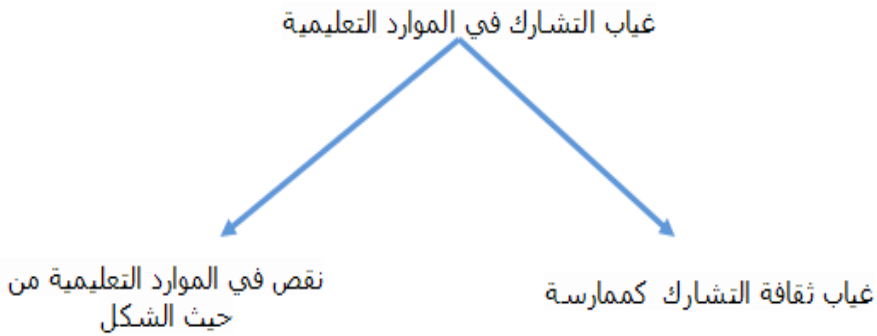 غياب التشارك في الموارد التعليمية
غياب ثقافة التشارك كممارسة
نقص في الموارد التعليمية من
حيث الشكل